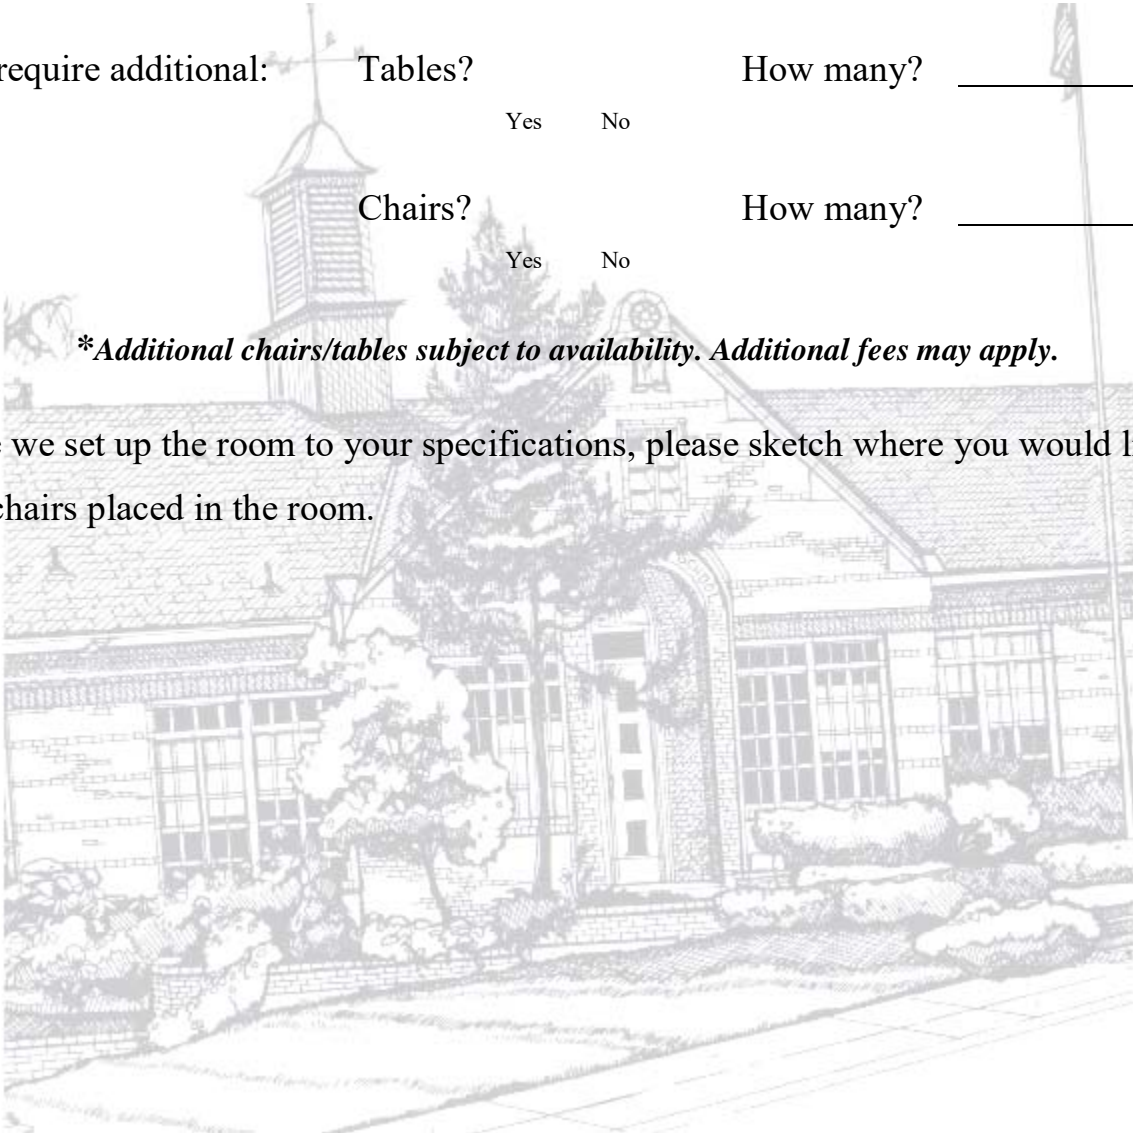 require additional: Tables? How many? ____________
Yes No
Chairs? How many? ____________
Yes No
*Additional chairs/tables subject to availability. Additional fees may apply.
we set up the room to your specifications, please sketch where you would
chairs placed in the room.